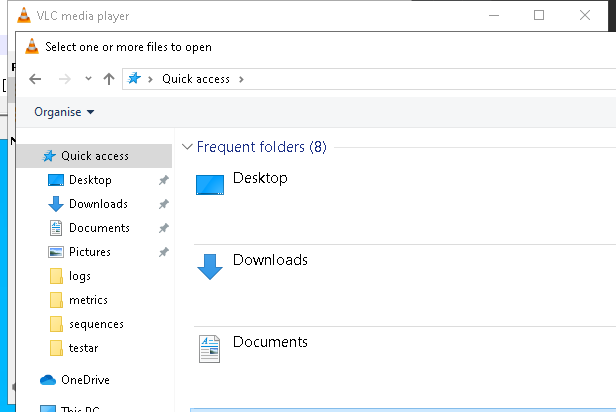 VLC media player
Select one or more files to open
Quick access
Organise
Quick access
Desktop
Downloads
Documents
Pictures
logs
metrics
sequences
testar
OneDrive
This PC
Frequent folders (8)
Desktop
Downloads
Documents